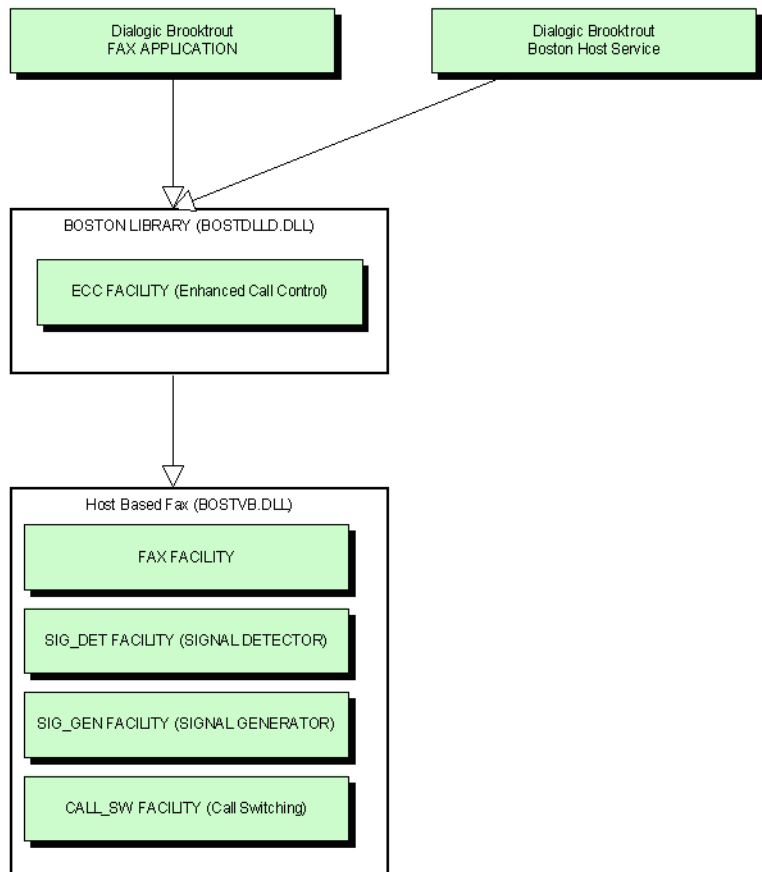 Dialogic Brooktrout
FAX APPLICATION
Dialogic Brooktrout
Boston Host Service
BOSTON LIBRARY (BOSTDLLD.DLL)
ECC FACILITY (Enhanced Call Control)
Host Based Fax (BOSTVB.DLL)
FAX FACILITY
SIG_DET FACILITY (SIGNAL DETECTOR)
SIG_GEN FACILITY (SIGNAL GENERATOR)
CALL_SW FACILITY (Call Switching)